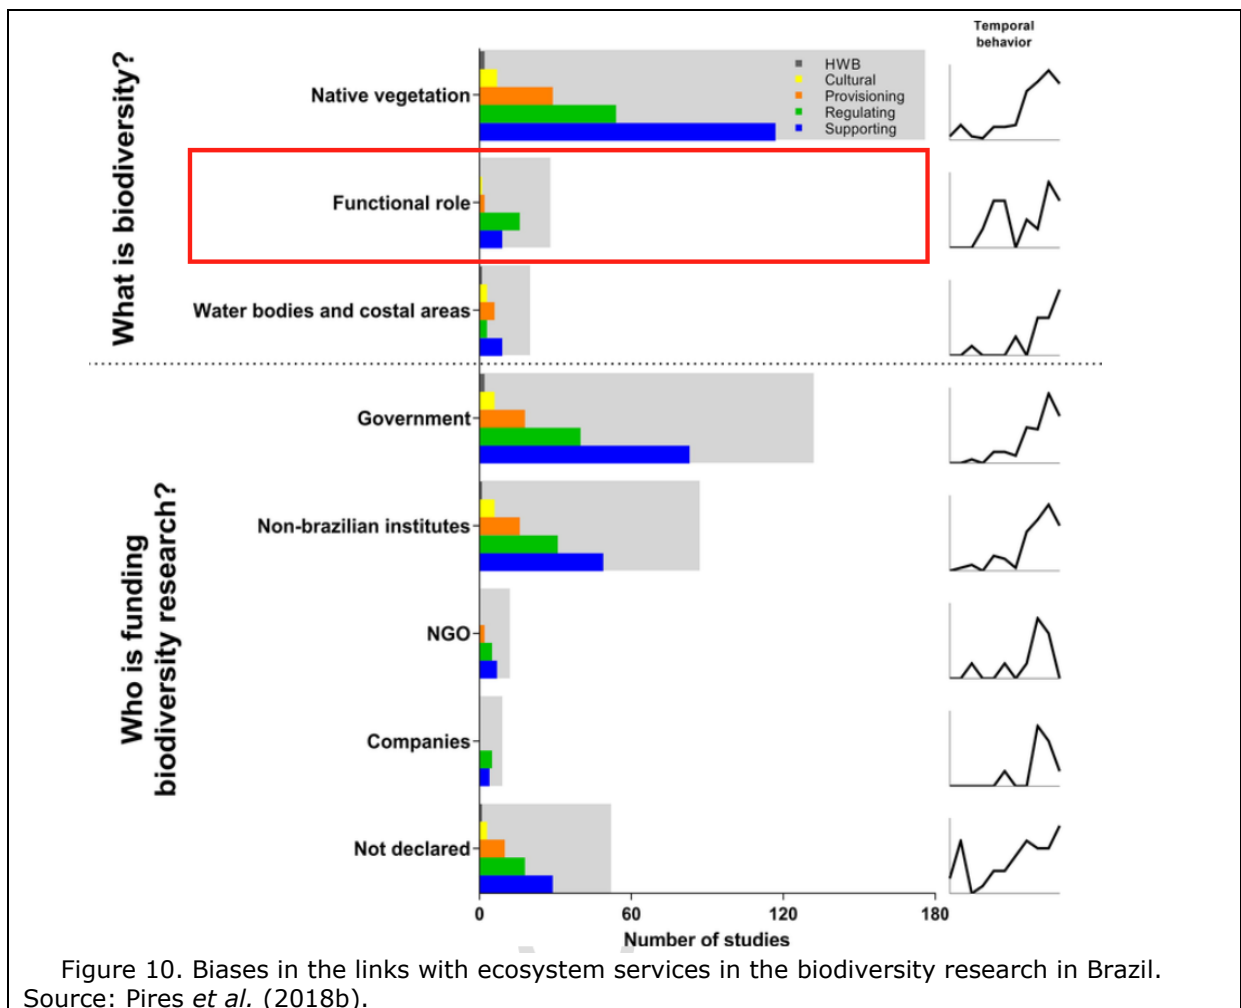 Temporal
behavior
What is biodiversity?
HWB
Cultural
Provisioning
Regulating
Supporting
Native vegetation
Functional role
Water bodies and costal areas
Who is funding
biodiversity research?
Government
Non-brazilian institutes
NGO
Companies
Not declared
0 60 120 180
Number of studies
Figure 10. Biases in the links with ecosystem services in the biodiversity research in Brazil.
Source: Pires et al. (2018b).